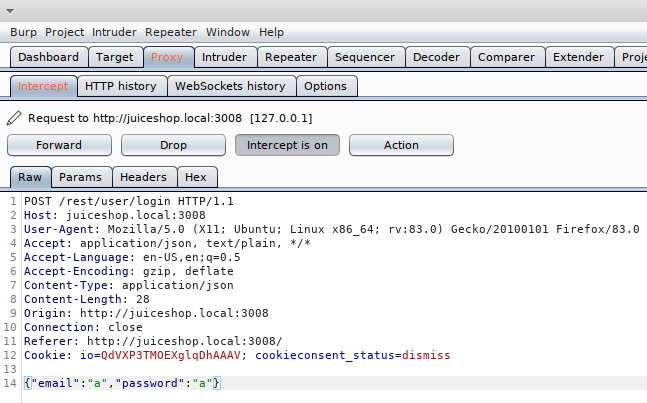 Burp Project Intruder Repeater Window Help
Dashboard Target Proxy Intruder Repeater Sequencer Decoder Comparer Extender Proje
Intercept HTTP history WebSockets history Options
Request to http://juiceshop.local:3008 [127.0.0.1]
Forward Drop Intercept is on Action
Raw Params Headers Hex
1 POST /rest/user/login HTTP/1.1
2 Host: juiceshop.local:3008
3 User-Agent: Mozilla/5.0 (X11; Ubuntu; Linux x86_64; rv:83.0) Gecko/20100101 Firefox/83.0
4 Accept: application/json, text/plain, */*
5 Accept-Language: en-US,en;q=0.5
6 Accept-Encoding: gzip, deflate
7 Content-Type: application/json
8 Content-Length: 28
9 Origin: http://juiceshop.local:3008
10 Connection: close
11 Referer: http://juiceshop.local:3008/
12 Cookie: io=QdVXP3TMOEXglqDhAAAV; cookieconsent_status=dismiss
13
14 {"email":"a","password":"a"}